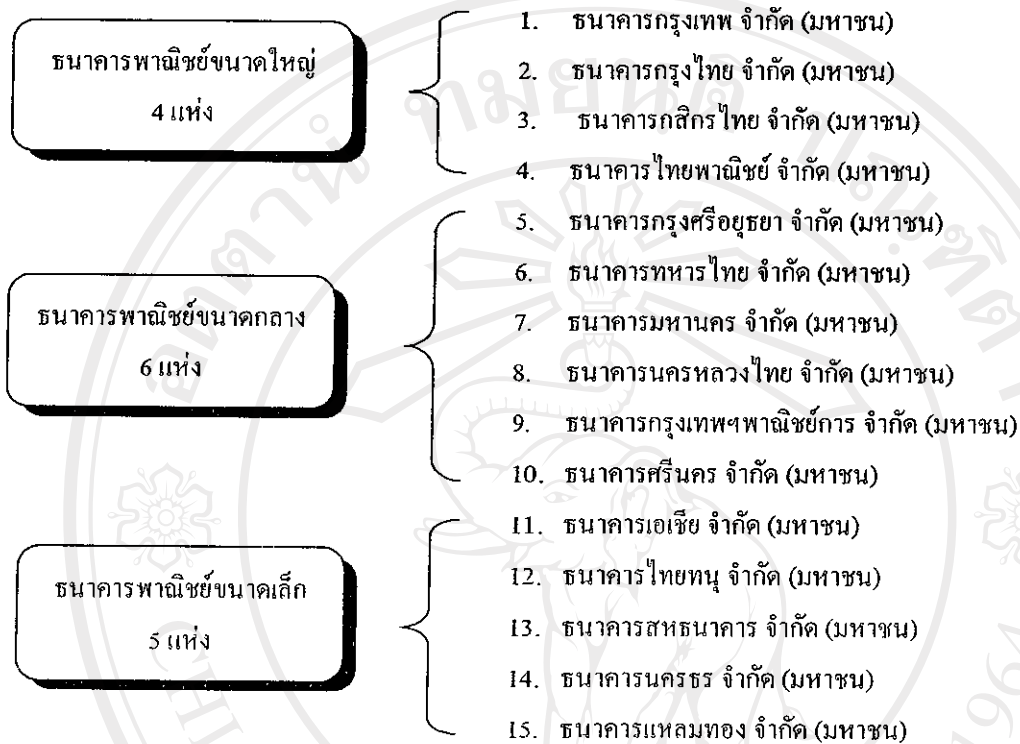 ธนาคารพาณิชย์ขนาดใหญ่
4 แห่ง
1. ธนาคารกรุงเทพ จำกัด (มหาชน)
2. ธนาคารกรุงไทย จำกัด (มหาชน)
3. ธนาคารกสิกรไทย จำกัด (มหาชน)
4. ธนาคารไทยพาณิชย์ จำกัด (มหาชน)
ธนาคารพาณิชย์ขนาดกลาง
6 แห่ง
5. ธนาคารกรุงศรีอยุธยา จำกัด (มหาชน)
6. ธนาคารทหารไทย จำกัด (มหาชน)
7. ธนาคารมหานคร จำกัด (มหาชน)
8. ธนาคารนครหลวงไทย จำกัด (มหาชน)
9. ธนาคารกรุงเทพฯพาณิชย์การ จำกัด (มหาชน)
10. ธนาคารศรีนคร จำกัด (มหาชน)
ธนาคารพาณิชย์ขนาดเล็ก
5 แห่ง
11. ธนาคารเอเชีย จำกัด (มหาชน)
12. ธนาคารไทยทนุ จำกัด (มหาชน)
13. ธนาคารสหธนาคาร จำกัด (มหาชน)
14. ธนาคารนครธร จำกัด (มหาชน)
15. ธนาคารแหลมทอง จำกัด (มหาชน)
1964